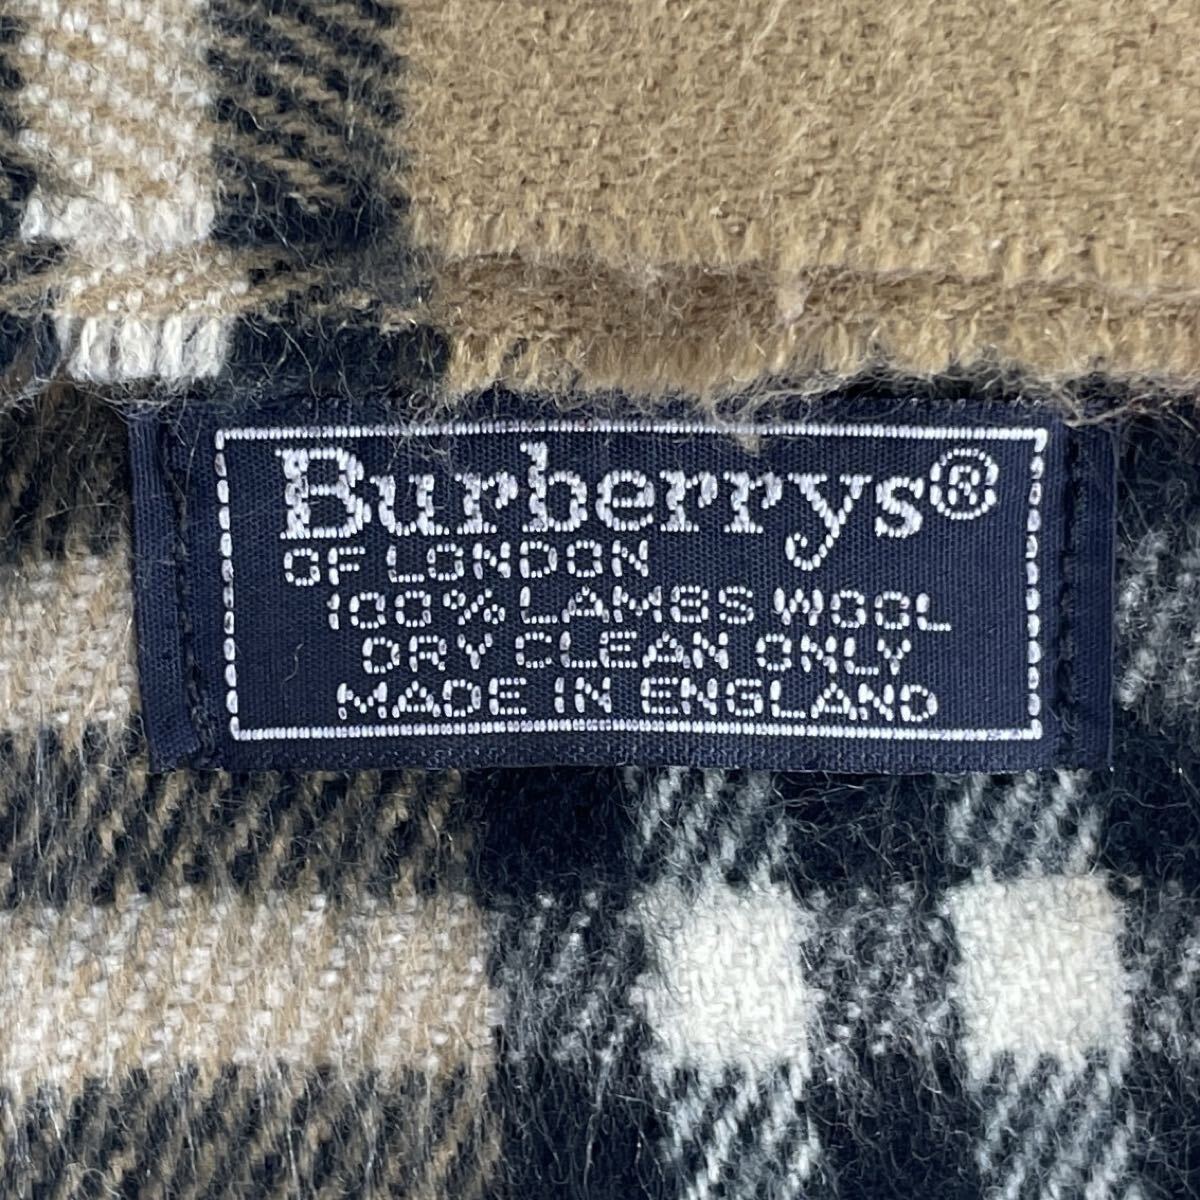 Burberrys®
OF LONDON
100% LAMBS WOOL
DRY CLEAN ONLY
MADE IN ENGLAND